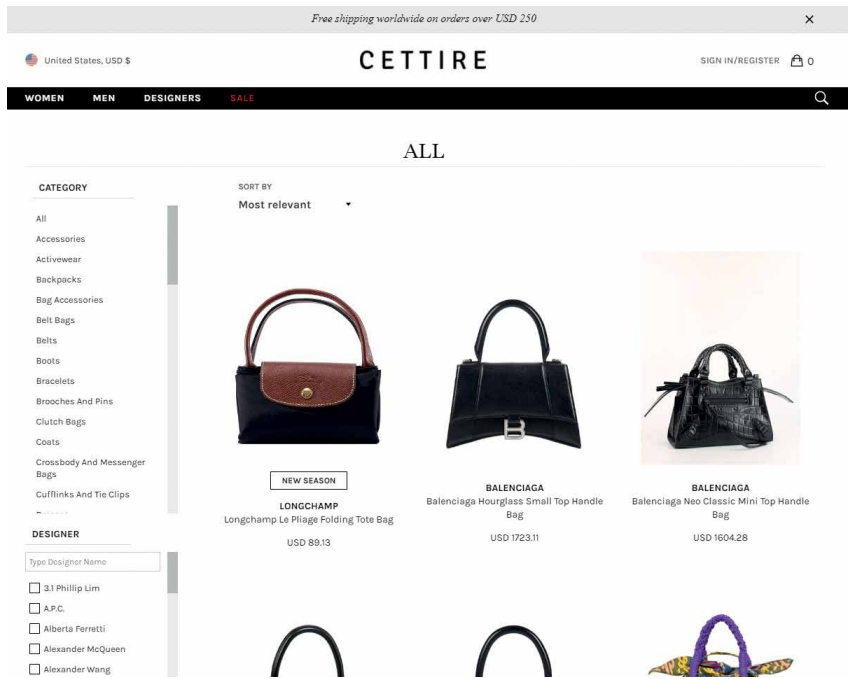 Free shipping worldwide on orders over USD 250
United States, USD $
CETTIRE
SIGN IN/REGISTER
0
WOMEN
MEN
DESIGNERS
SALE
ALL
CATEGORY
All
Accessories
Activewear
Backpacks
Bag Accessories
Belt Bags
Belts
Boots
Bracelets
Brooches And Pins
Clutch Bags
Coats
Crossbody And Messenger
Bags
Cufflinks And Tie Clips
DESIGNER
Type Designer Name
3.1 Phillip Lim
A.P.C.
Alberta Ferretti
Alexander McQueen
Alexander Wang
SORT BY
Most relevant
NEW SEASON
LONGCHAMP
Longchamp Le Pliage Folding Tote Bag
USD 89.13
BALENCIAGA
Balenciaga Hourglass Small Top Handle
Bag
USD 1723.11
BALENCIAGA
Balenciaga Neo Classic Mini Top Handle
Bag
USD 1604.28